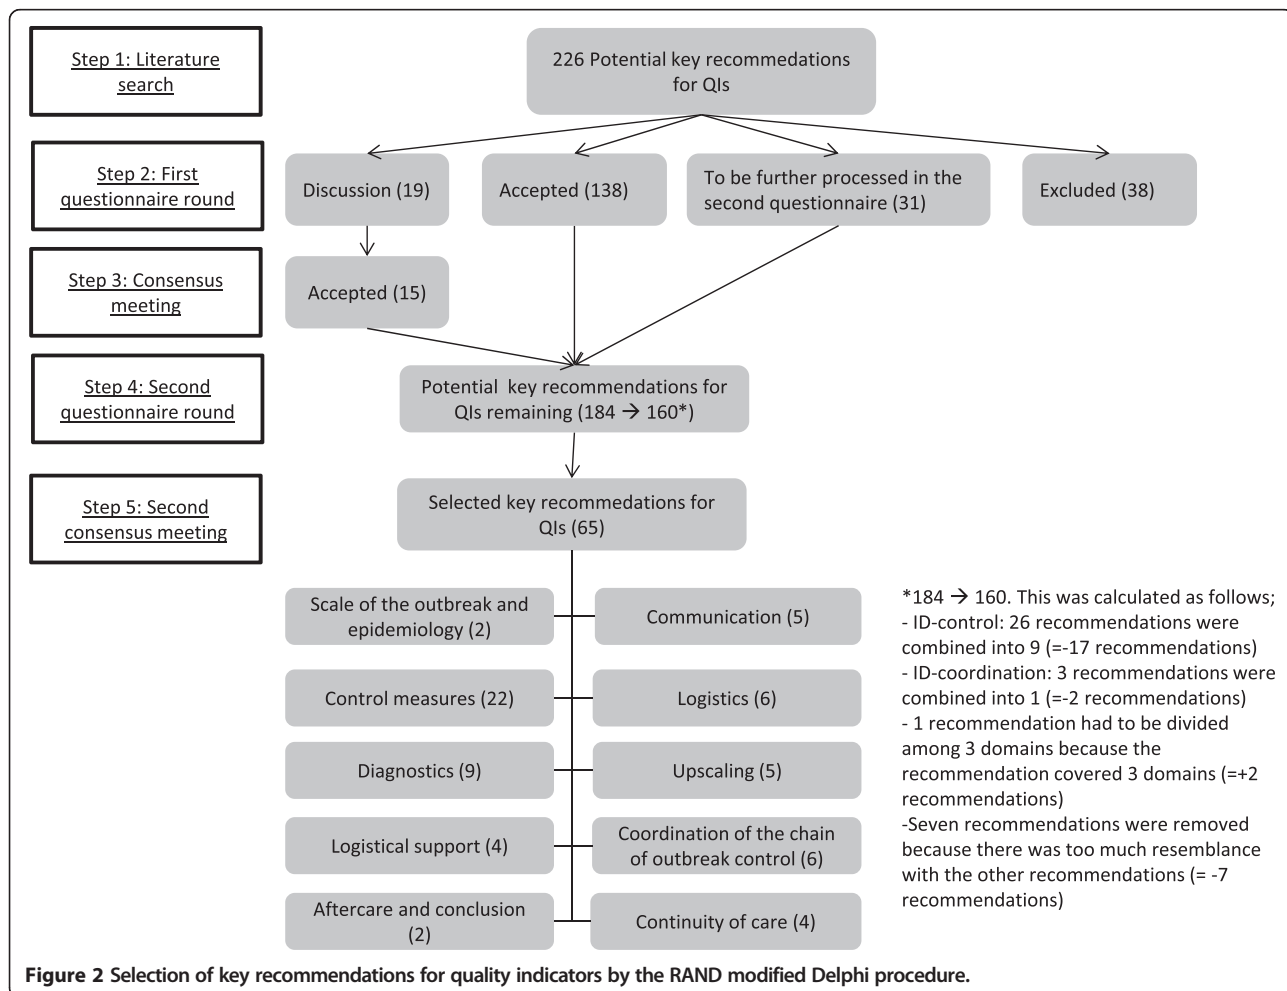 Step 1: Literature
search
226 Potential key recommedations
for QIs
Step 2: First
questionnaire round
Discussion (19)
Accepted (138)
To be further processed in the
second questionnaire (31)
Excluded (38)
Step 3: Consensus
meeting
Accepted (15)
Step 4: Second
questionnaire round
Potential key recommendations for
QIs remaining (184 → 160*)
Step 5: Second
consensus meeting
Selected key recommedations for
QIs (65)
Scale of the outbreak and
epidemiology (2)
Communication (5)
Control measures (22)
Logistics (6)
Diagnostics (9)
Upscaling (5)
Logistical support (4)
Coordination of the chain
of outbreak control (6)
Aftercare and conclusion
(2)
Continuity of care (4)
*184 → 160. This was calculated as follows;
- ID-control: 26 recommendations were
combined into 9 (=-17 recommendations)
- ID-coordination: 3 recommendations were
combined into 1 (=-2 recommendations)
- 1 recommendation had to be divided
among 3 domains because the
recommendation covered 3 domains (=+2
recommendations)
-Seven recommendations were removed
because there was too much resemblance
with the other recommendations (= -7
recommendations)
Figure 2 Selection of key recommendations for quality indicators by the RAND modified Delphi procedure.